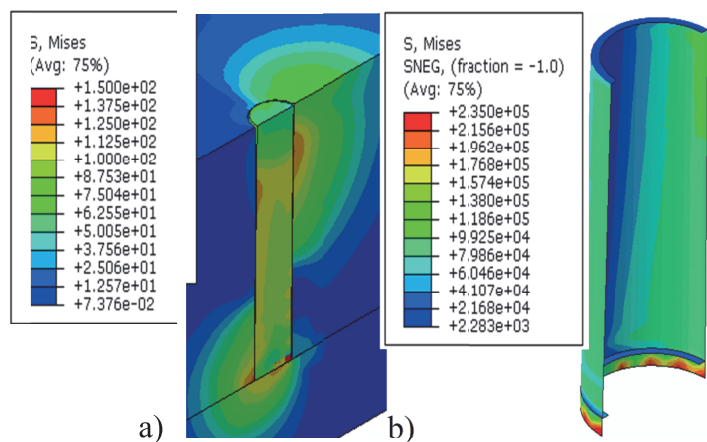 S, Mises
(Avg: 75%)
+1.500e+02
+1.375e+02
+1.250e+02
+1.125e+02
+1.000e+02
+8.753e+01
+7.504e+01
+6.255e+01
+5.005e+01
+3.756e+01
+2.506e+01
+1.257e+01
+7.376e-02
a)
S, Mises
SNEG, (fraction = -1.0)
(Avg: 75%)
+2.350e+05
+2.156e+05
+1.962e+05
+1.768e+05
+1.574e+05
+1.380e+05
+1.186e+05
+9.925e+04
+7.986e+04
+6.046e+04
+4.107e+04
+2.168e+04
+2.283e+03
b)